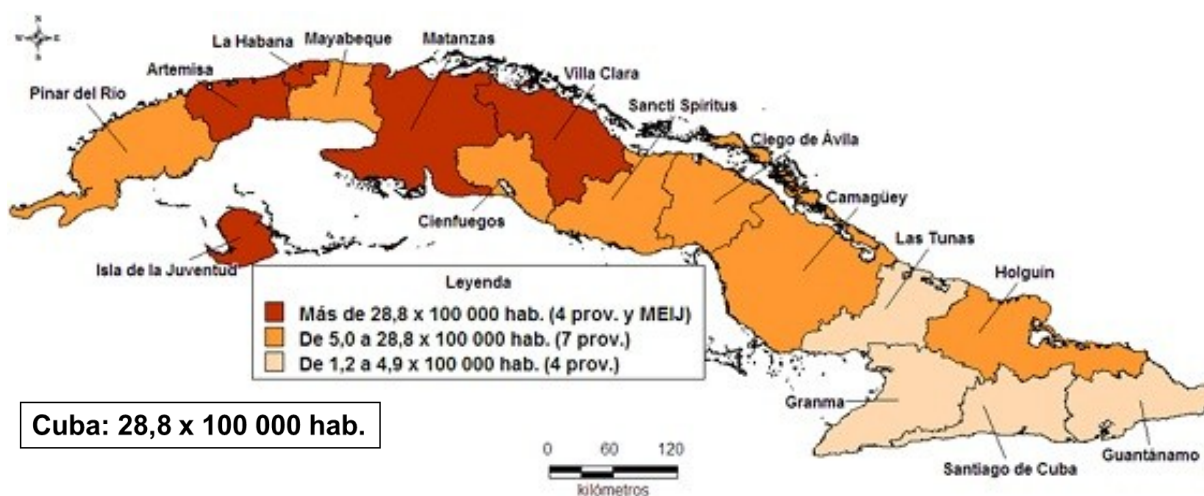 N
W E
S
La Habana
Mayabeque
Matanzas
Artemisa
Villa Clara
Pinar del Río
Sancti Spíritus
Ciego de Ávila
Camagüey
Cienfuegos
Las Tunas
Isla de la Juventud
Holguín
Leyenda
Más de 28,8 x 100 000 hab. (4 prov. y MEIJ)
De 5,0 a 28,8 x 100 000 hab. (7 prov.)
De 1,2 a 4,9 x 100 000 hab. (4 prov.)
Granma
Cuba: 28,8 x 100 000 hab.
Guantánamo
Santiago de Cuba
0 60 120
kilómetros